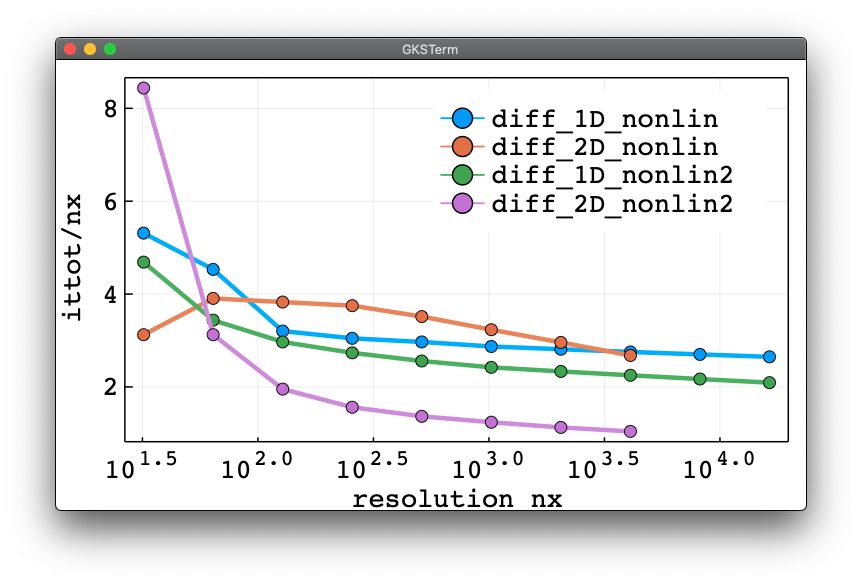 GKSTerm
diff_1D_nonlin
diff_2D_nonlin
diff_1D_nonlin2
diff_2D_nonlin2
ittot/nx
8
6
4
2
10^1.5 10^2.0 10^2.5 10^3.0 10^3.5 10^4.0
resolution nx